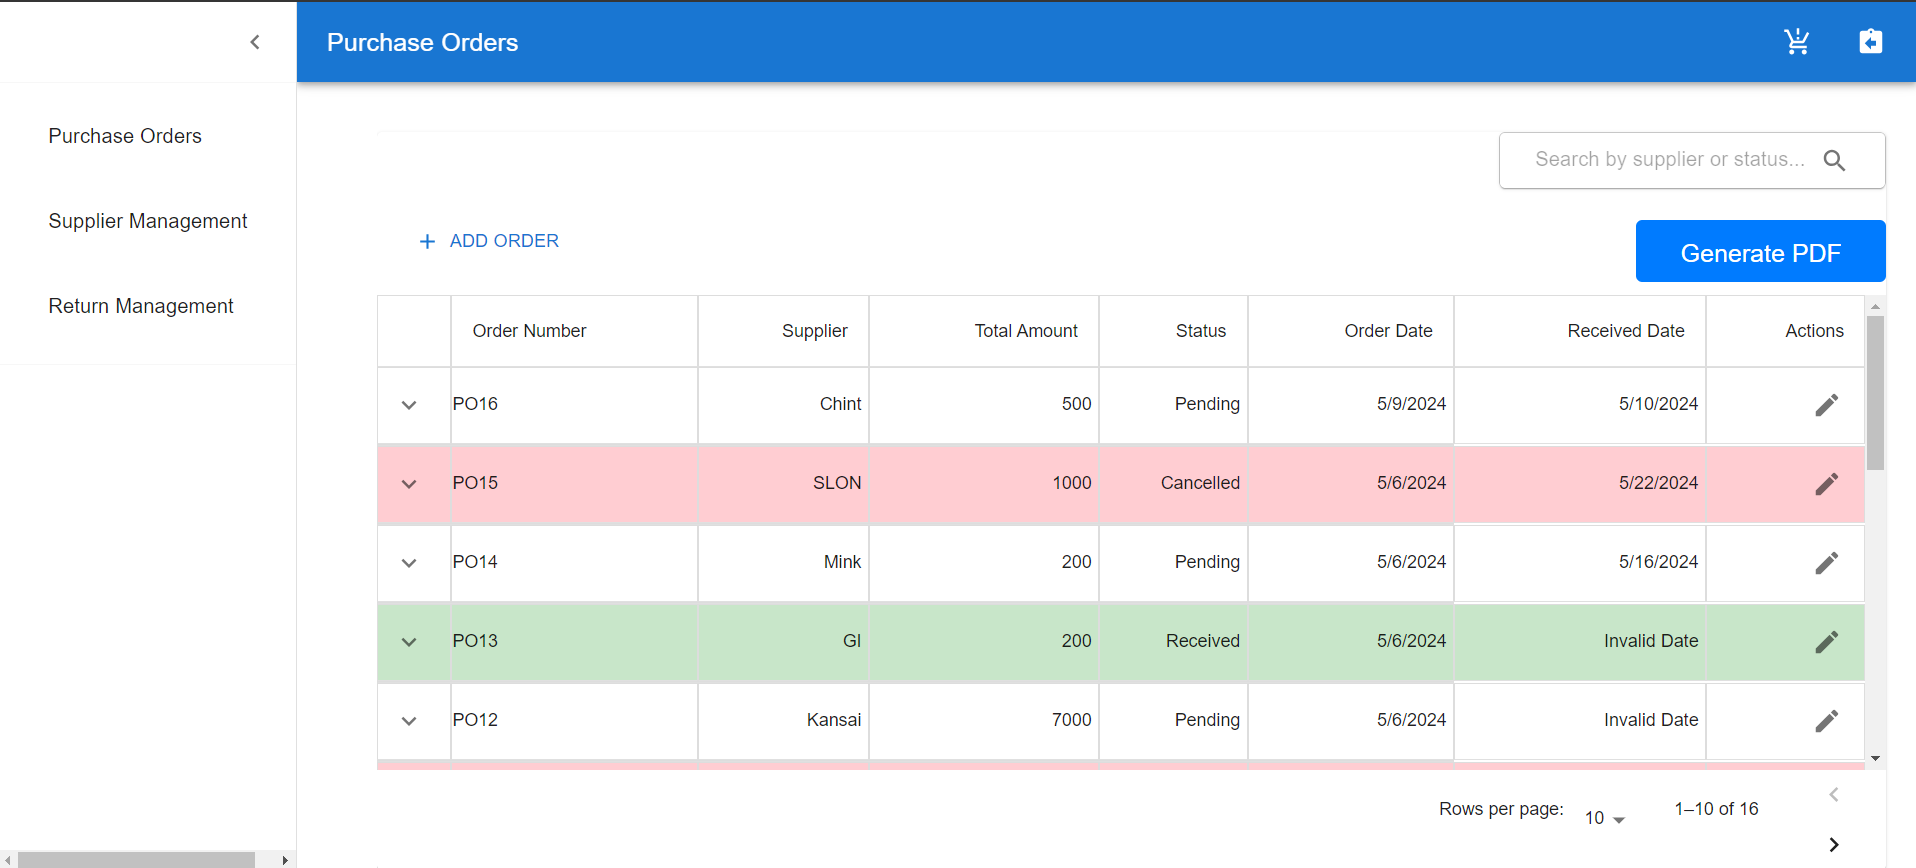 Purchase Orders
Purchase Orders
Supplier Management
Return Management
Search by supplier or status...
ADD ORDER
Generate PDF
Order Number Supplier Total Amount Status Order Date Received Date Actions
PO16 Chint 500 Pending 5/9/2024 5/10/2024
PO15 SLON 1000 Cancelled 5/6/2024 5/22/2024
PO14 Mink 200 Pending 5/6/2024 5/16/2024
PO13 GI 200 Received 5/6/2024 Invalid Date
PO12 Kansai 7000 Pending 5/6/2024 Invalid Date
Rows per page: 10 1–10 of 16